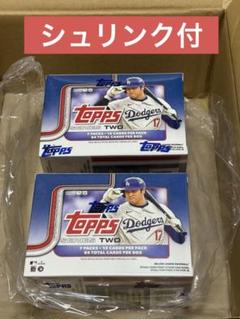 シュリンク付
topps
topps
SERIES TWO
Dodgers
17
7 PACKS • 12 CARDS PER PACK
84 TOTAL CARDS PER BOX
topps
topps
topps
SERIES TWO
Dodgers
17
7 PACKS • 12 CARDS PER PACK
84 TOTAL CARDS PER BOX